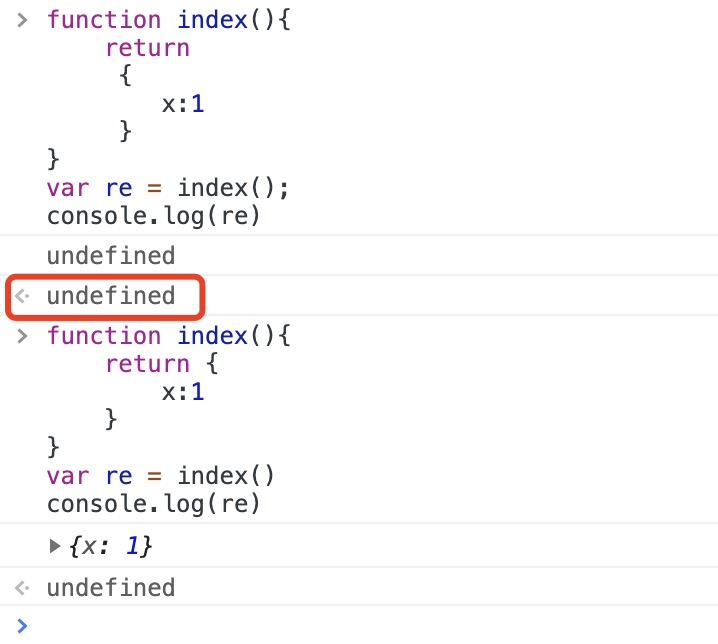 function index(){
return
{
x:1
}
}
var re = index();
console.log(re)
undefined
undefined
function index(){
return {
x:1
}
}
var re = index()
console.log(re)
{x: 1}
undefined